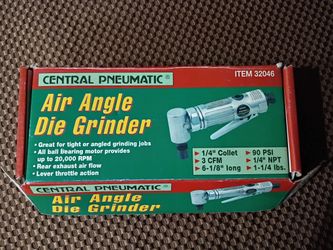 CENTRAL PNEUMATIC®
ITEM 32046
Air Angle
Die Grinder
• Great for tight or angled grinding jobs
• All ball Bearing motor provides
up to 20,000 RPM
• Rear exhaust air flow
• Lever throttle action
• 1/4" Collet
• 3 CFM
• 6-1/8" long
• 90 PSI
• 1/4" NPT
• 1-1/4 lbs.
CENTRAL PNEUMATIC®
Air Angle
Die Grinder